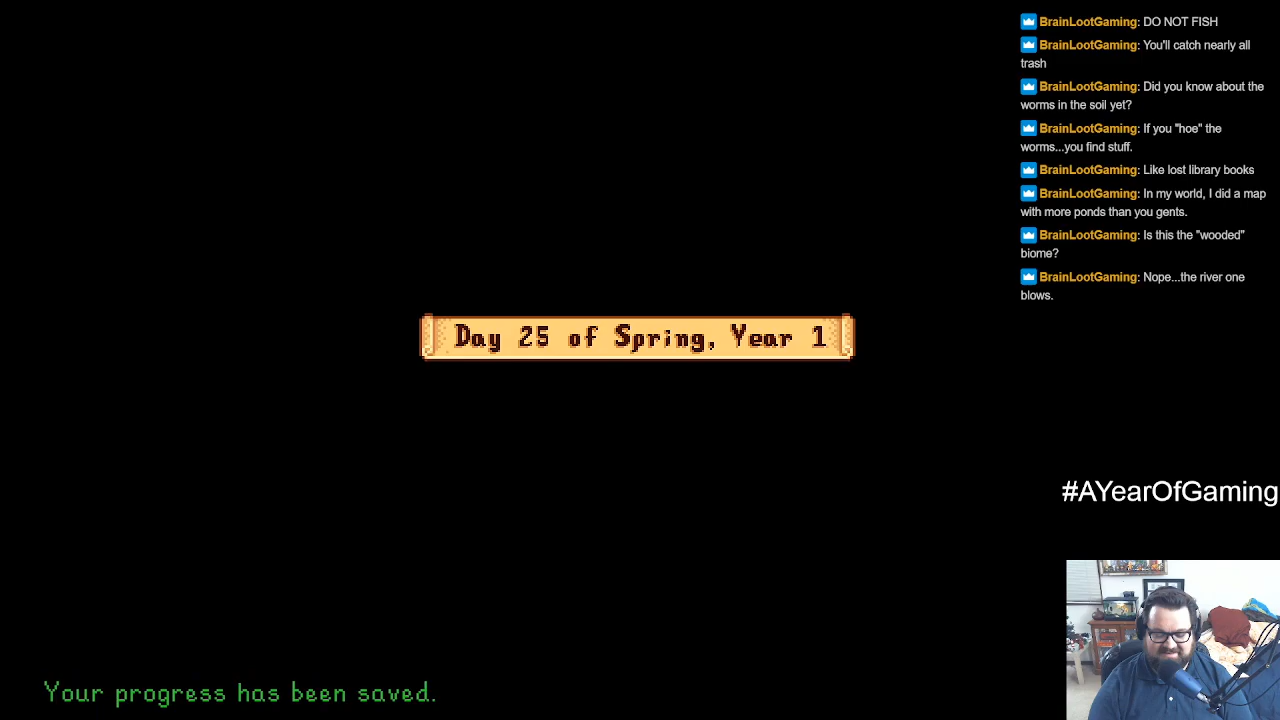 BrainLootGaming: DO NOT FISH
BrainLootGaming: You'll catch nearly all
trash
BrainLootGaming: Did you know about the
worms in the soil yet?
BrainLootGaming: If you "hoe" the
worms...you find stuff.
BrainLootGaming: Like lost library books
BrainLootGaming: In my world, I did a map
with more ponds than you gents.
BrainLootGaming: Is this the "wooded"
biome?
BrainLootGaming: Nope...the river one
blows.
Day 25 of Spring, Year 1
#AYearOfGaming
Your progress has been saved.